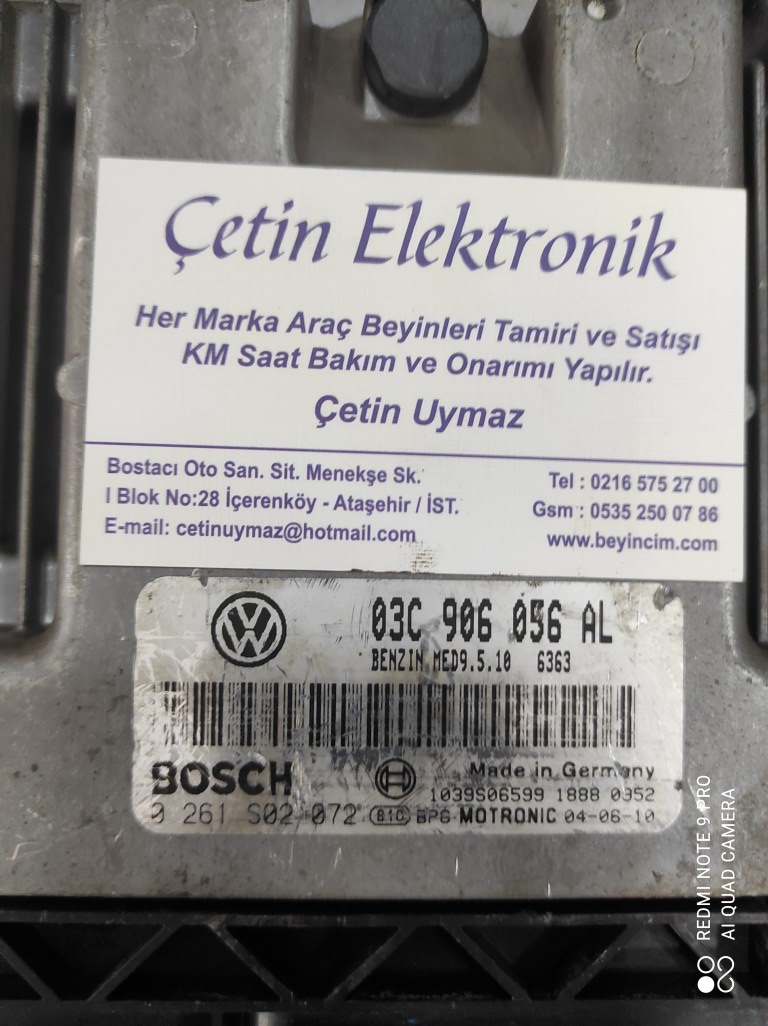 Çetin Elektronik
Her Marka Araç Beyinleri Tamiri ve Satışı
KM Saat Bakım ve Onarımı Yapılır.
Çetin Uymaz
Bostacı Oto San. Sit. Menekşe Sk.
I Blok No:28 İçerenköy - Ataşehir / İST.
E-mail: cetinuymaz@hotmail.com
Tel : 0216 575 27 00
Gsm : 0535 250 07 86
www.beyincim.com
03C 906 056 AL
BENZIN MED9.5.10 6363
BOSCH
Made in Germany
1039S06599 1888 0352
0 261 S02 072 B10 BPG MOTRONIC 04-06-10
REDMI NOTE 9 PRO
AI QUAD CAMERA